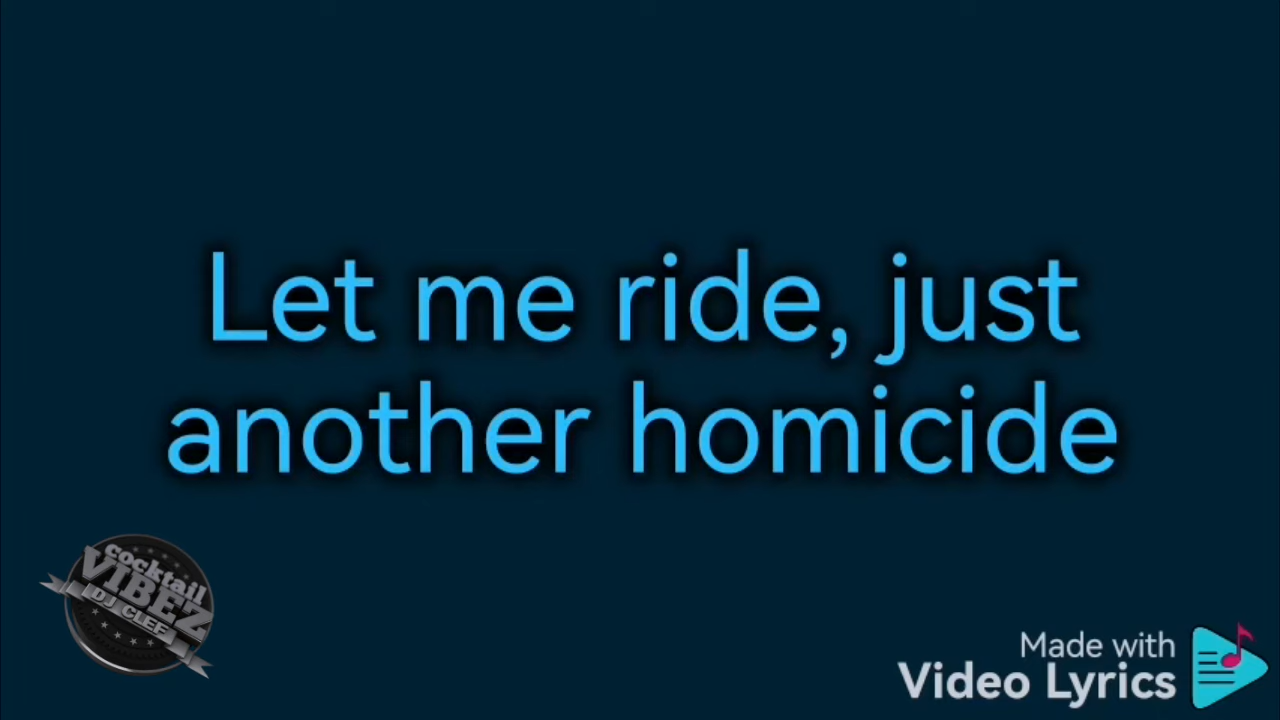 Let me ride, just
another homicide
cocktail
VIBEZ
DJ CLEF
Made with
Video Lyrics